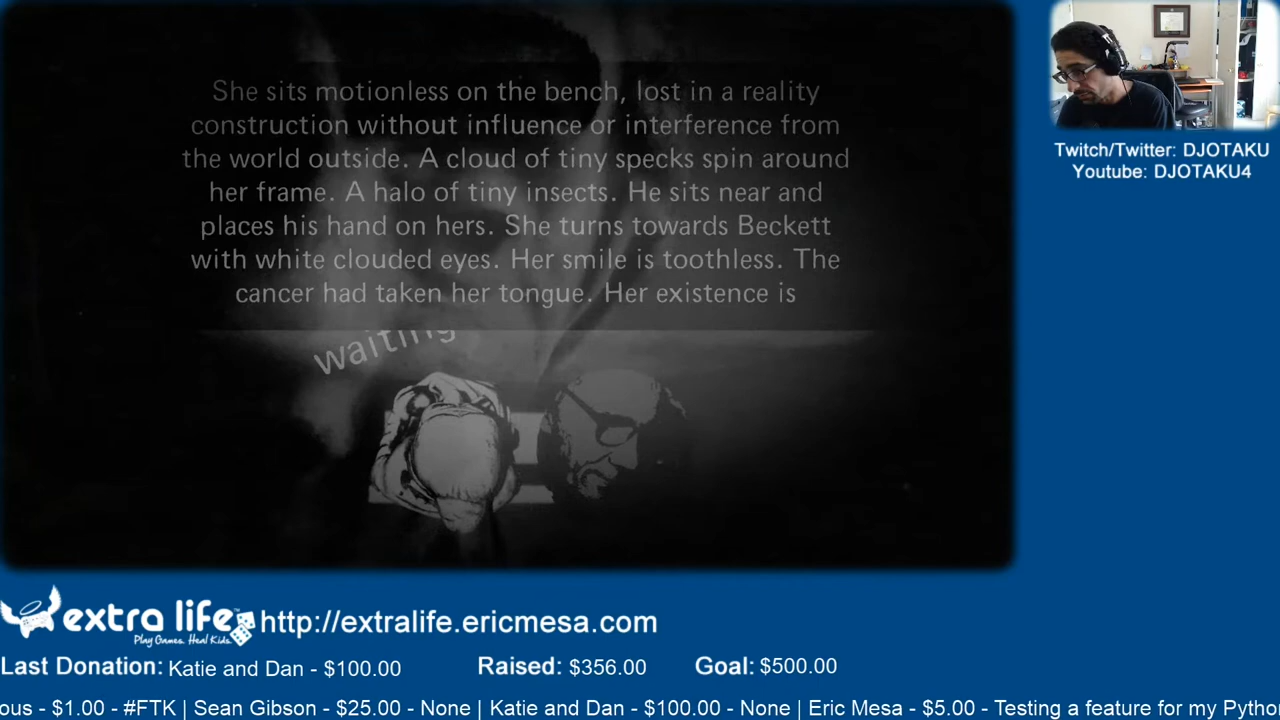 She sits motionless on the bench, lost in a reality
construction without influence or interference from
the world outside. A cloud of tiny specks spin around
her frame. A halo of tiny insects. He sits near and
places his hand on hers. She turns towards Beckett
with white clouded eyes. Her smile is toothless. The
cancer had taken her tongue. Her existence is
waiting
Twitch/Twitter: DJOTAKU
Youtube: DJOTAKU4
extra life
Play Games. Heal Kids.
http://extralife.ericmesa.com
Last Donation: Katie and Dan - $100.00
Raised: $356.00
Goal: $500.00
ous - $1.00 - #FTK | Sean Gibson - $25.00 - None | Katie and Dan - $100.00 - None | Eric Mesa - $5.00 - Testing a feature for my Pytho